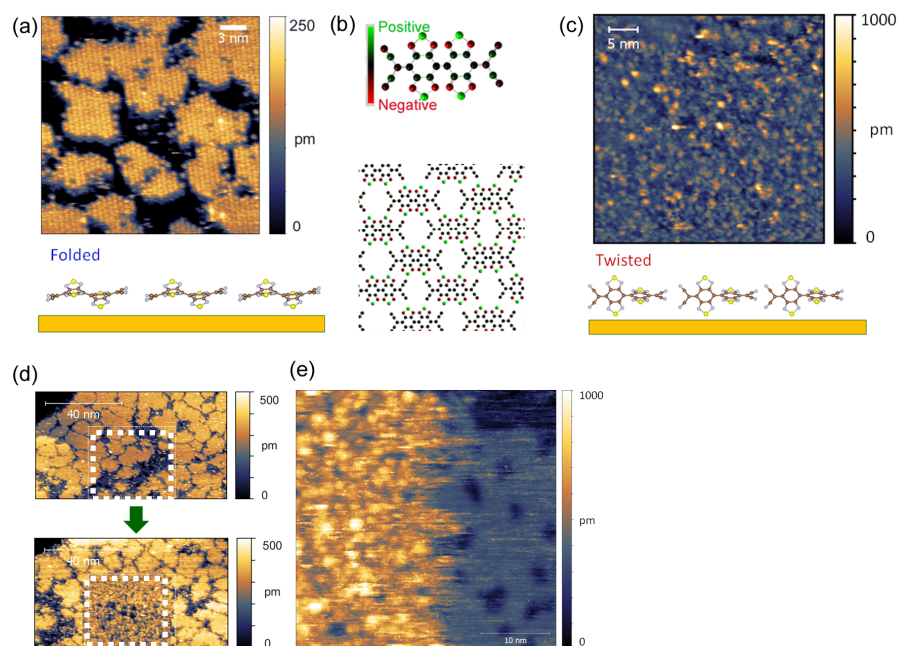 (a)
3 nm
250
pm
0
Folded
(b)
Positive
Negative
(c)
5 nm
1000
pm
0
Twisted
(d)
40 nm
500
pm
0
40 nm
500
pm
0
(e)
1000
pm
0
10 nm